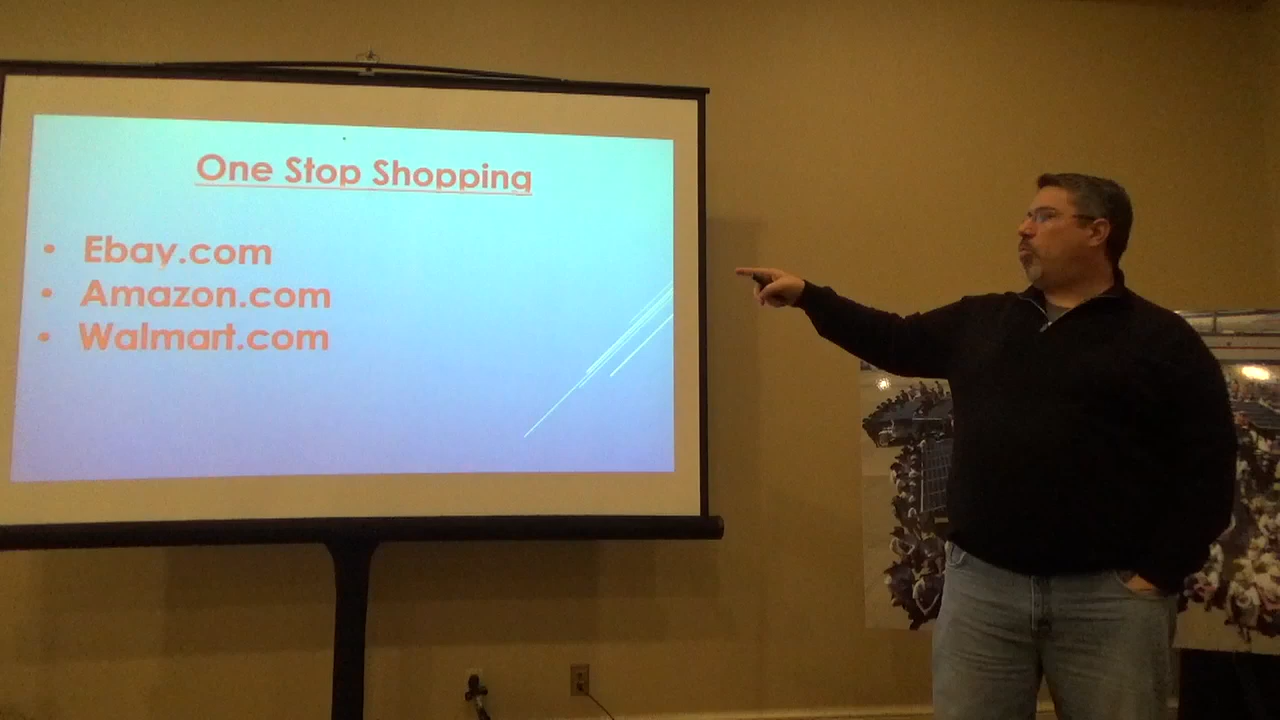 One Stop Shopping
• Ebay.com
• Amazon.com
• Walmart.com